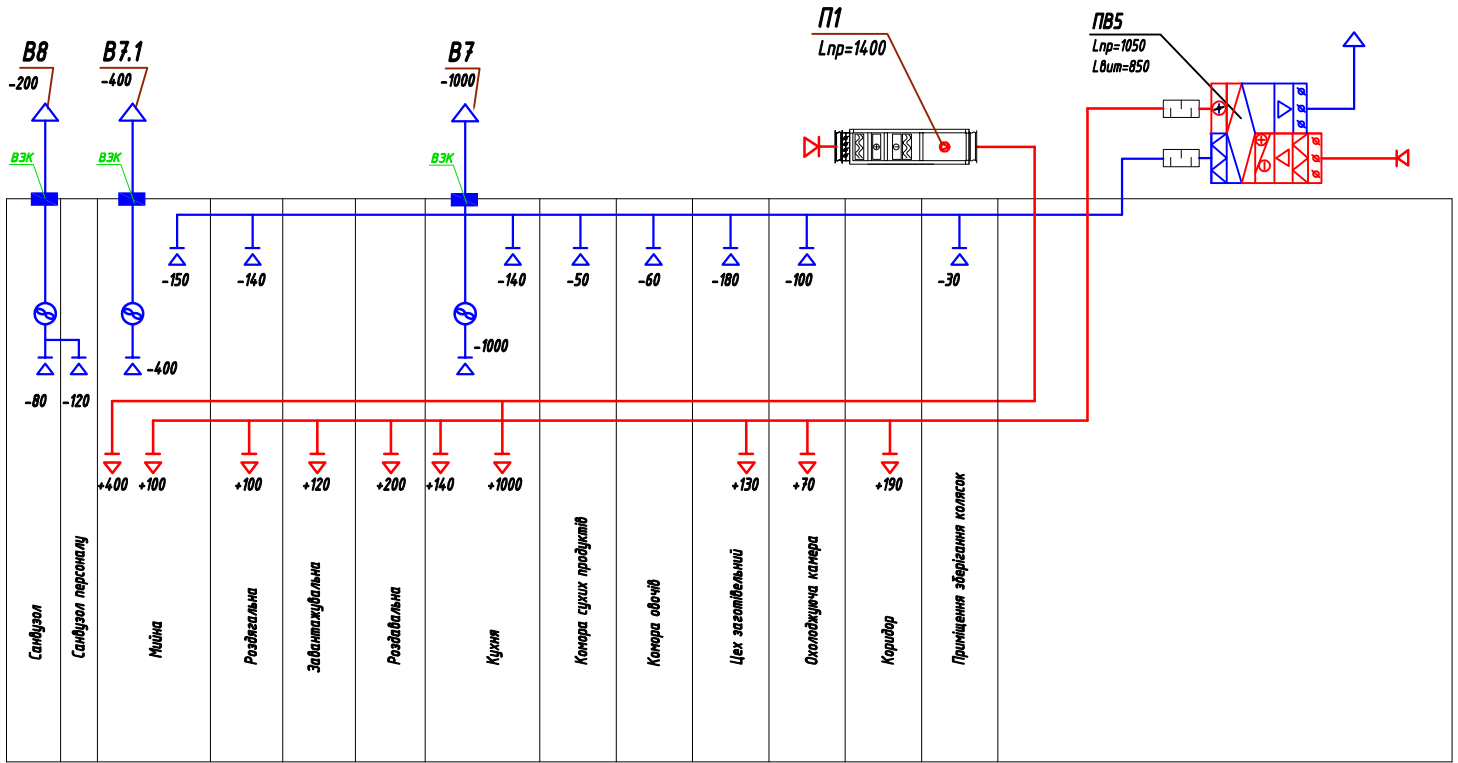 В8
-200
В7.1
-400
В7
-1000
П1
Lпр=1400
ПВ5
Lпр=1050
Lвит=850
ВЗК
ВЗК
ВЗК
-150
-140
-140
-50
-60
-180
-100
-30
-1000
-400
-80
-120
+400
+100
+100
+120
+200
+140
+1000
+130
+70
+190
Санвузол
Санвузол персоналу
Мийна
Роздягальна
Завантажувальна
Роздавальна
Кухня
Комора сухих продуктів
Комора овочів
Цех заготівельний
Охолоджуюча камера
Коридор
Приміщення зберігання колясок